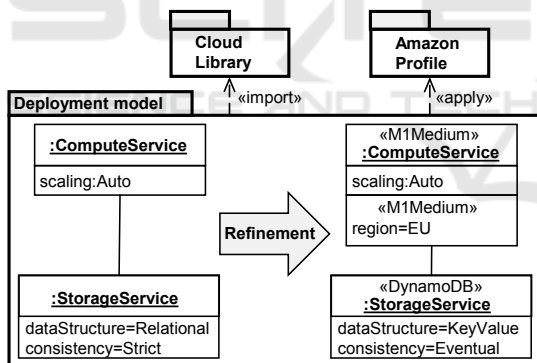 Cloud
Library
Amazon
Profile
«import»
«apply»
Deployment model
:ComputeService
scaling:Auto
Refinement
«M1Medium»
:ComputeService
scaling:Auto
«M1Medium»
region=EU
:StorageService
dataStructure=Relational
consistency=Strict
«DynamoDB»
:StorageService
dataStructure=KeyValue
consistency=Eventual